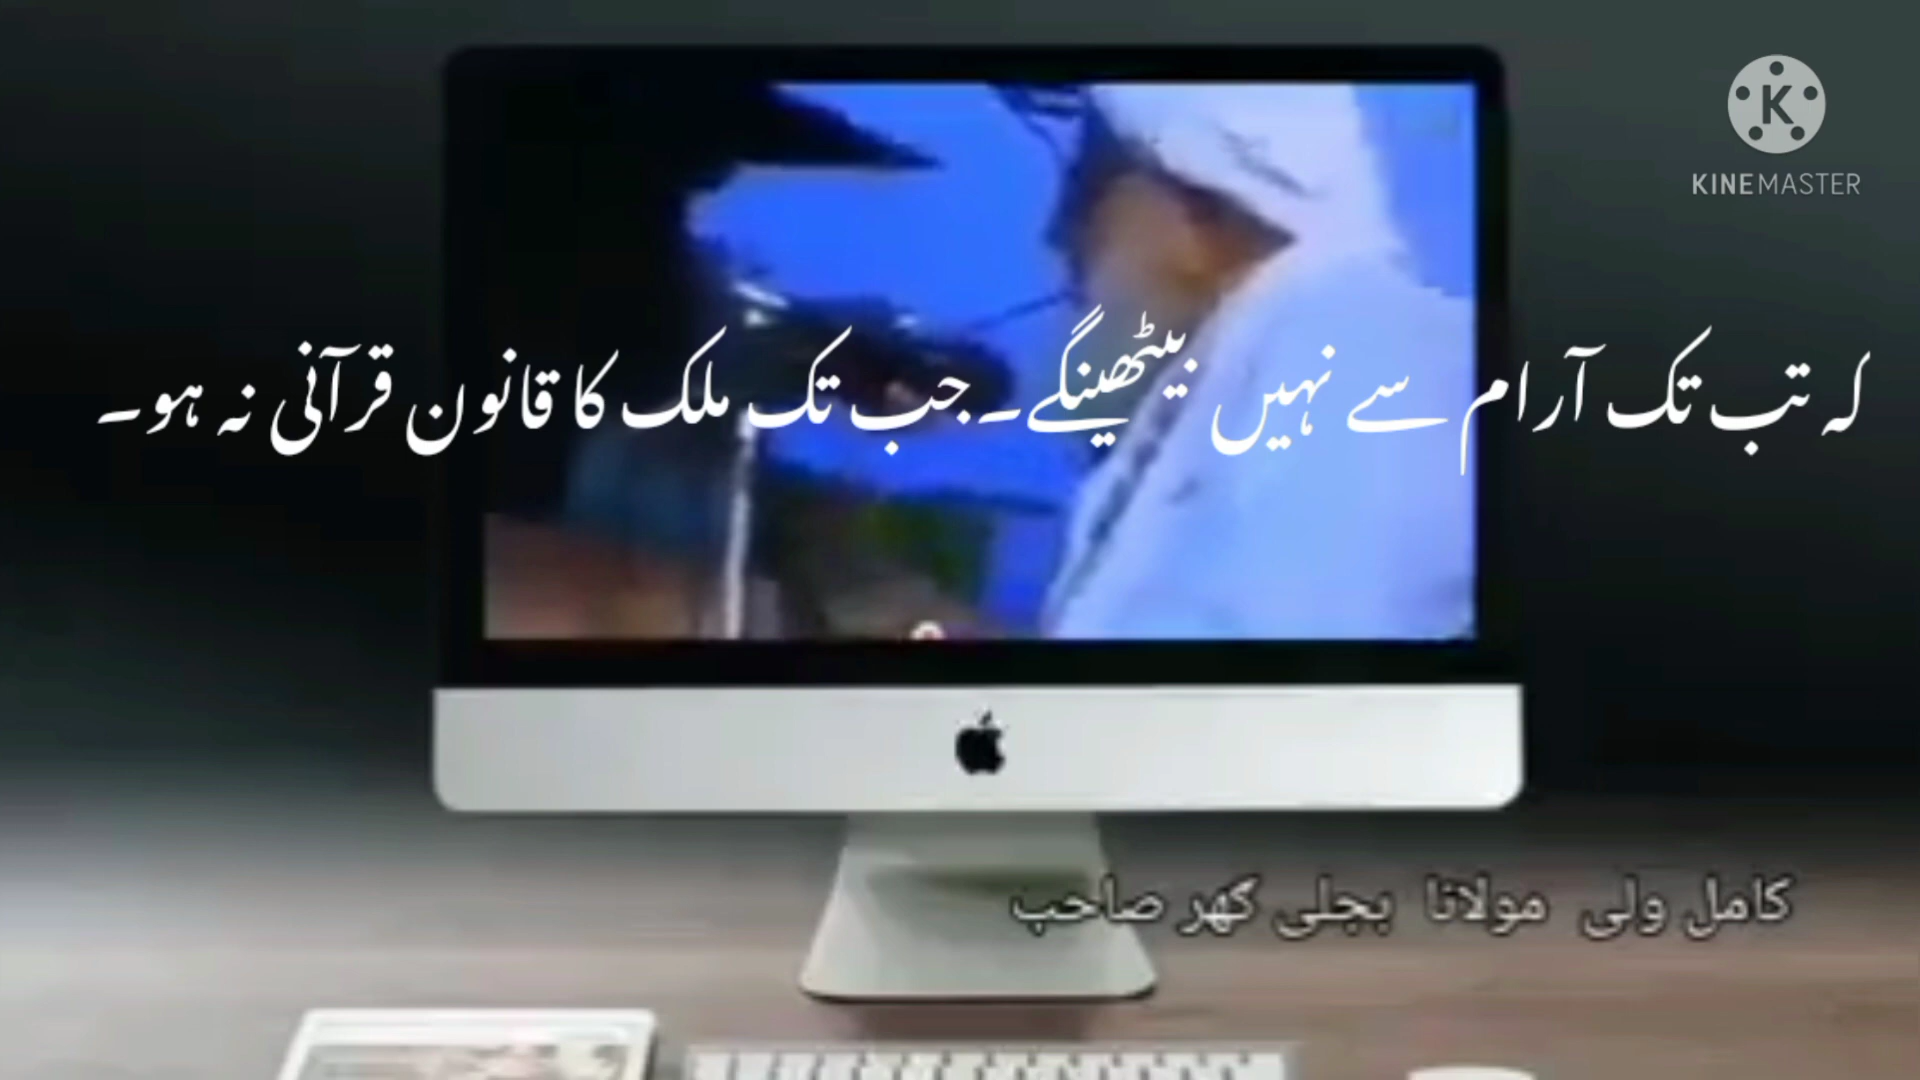 KINEMASTER
کہ تب تک آرام سے نہیں بیٹھینگے۔جب تک ملک کا قانون قرآنی نہ ہو۔
کامل ولی مولانا بجلی گھر صاحب